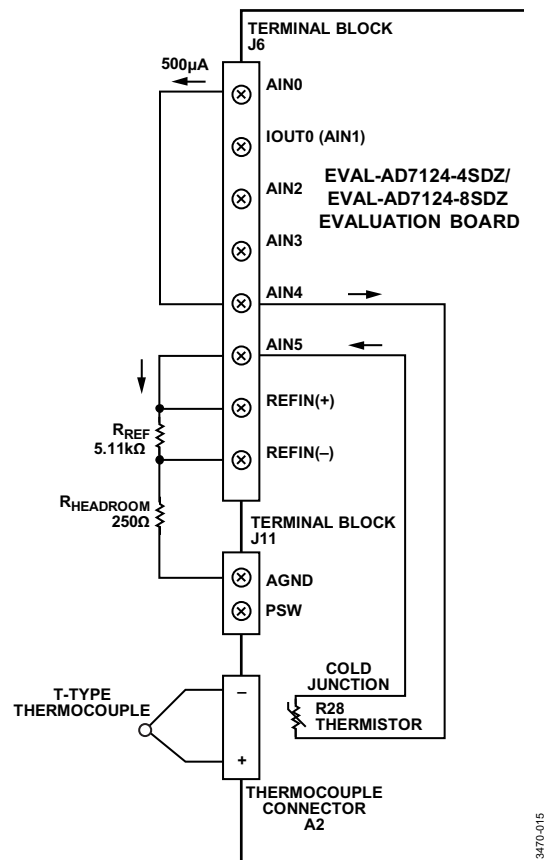 TERMINAL BLOCK
J6
500µA
AIN0
IOUT0 (AIN1)
EVAL-AD7124-4SDZ/
EVAL-AD7124-8SDZ
EVALUATION BOARD
AIN2
AIN3
AIN4
AIN5
REFIN(+)
RREF
5.11kΩ
REFIN(–)
RHEADROOM
250Ω
TERMINAL BLOCK
J11
AGND
PSW
COLD
JUNCTION
T-TYPE
THERMOCOUPLE
–
R28
THERMISTOR
+
THERMOCOUPLE
CONNECTOR
A2
3470-015